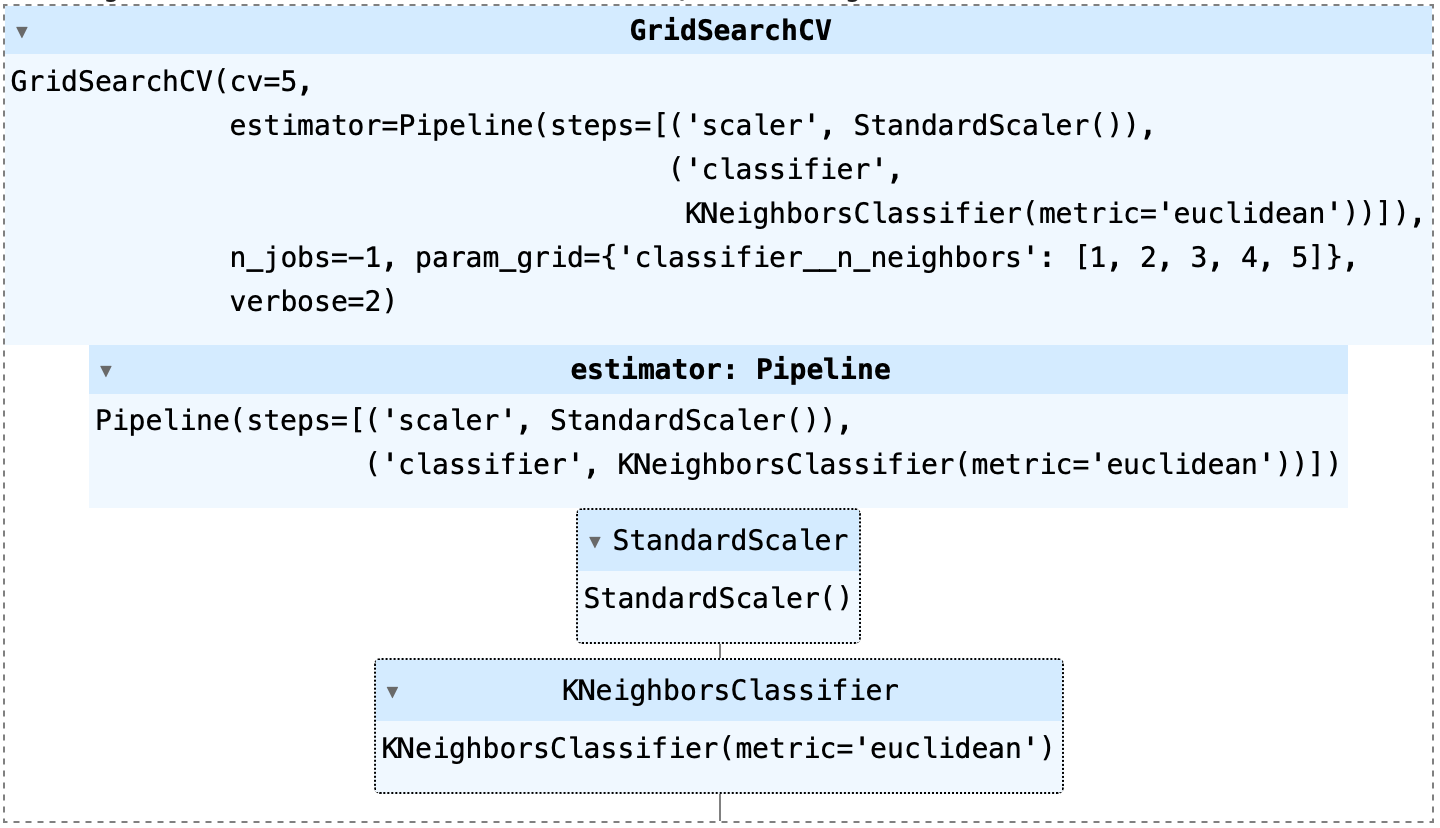 GridSearchCV
GridSearchCV(cv=5,
             estimator=Pipeline(steps=[('scaler', StandardScaler()),
                                       ('classifier',
                                        KNeighborsClassifier(metric='euclidean'))]),
             n_jobs=-1, param_grid={'classifier__n_neighbors': [1, 2, 3, 4, 5]},
             verbose=2)
estimator: Pipeline
Pipeline(steps=[('scaler', StandardScaler()),
                ('classifier', KNeighborsClassifier(metric='euclidean'))])
StandardScaler
StandardScaler()
KNeighborsClassifier
KNeighborsClassifier(metric='euclidean')